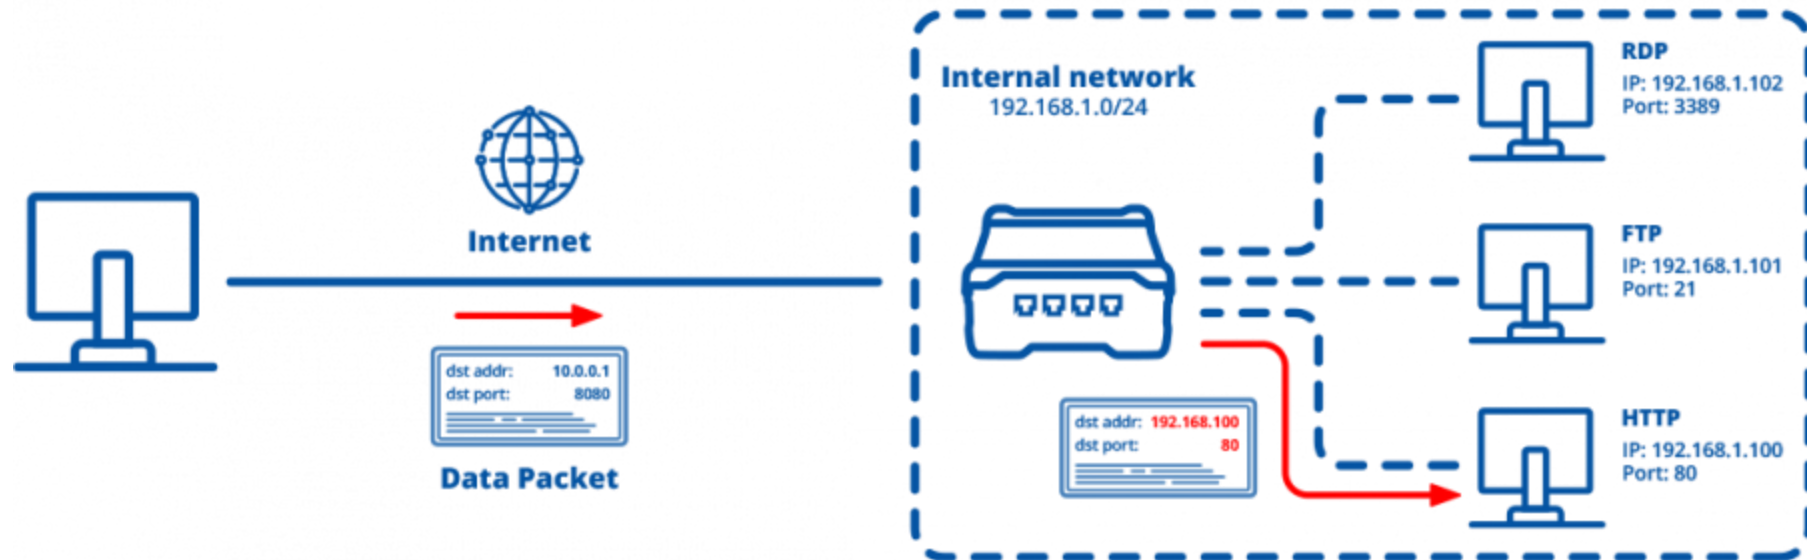 Internet
dst addr: 10.0.0.1
dst port: 8080
Data Packet
Internal network
192.168.1.0/24
dst addr: 192.168.100
dst port: 80
RDP
IP: 192.168.1.102
Port: 3389
FTP
IP: 192.168.1.101
Port: 21
HTTP
IP: 192.168.1.100
Port: 80